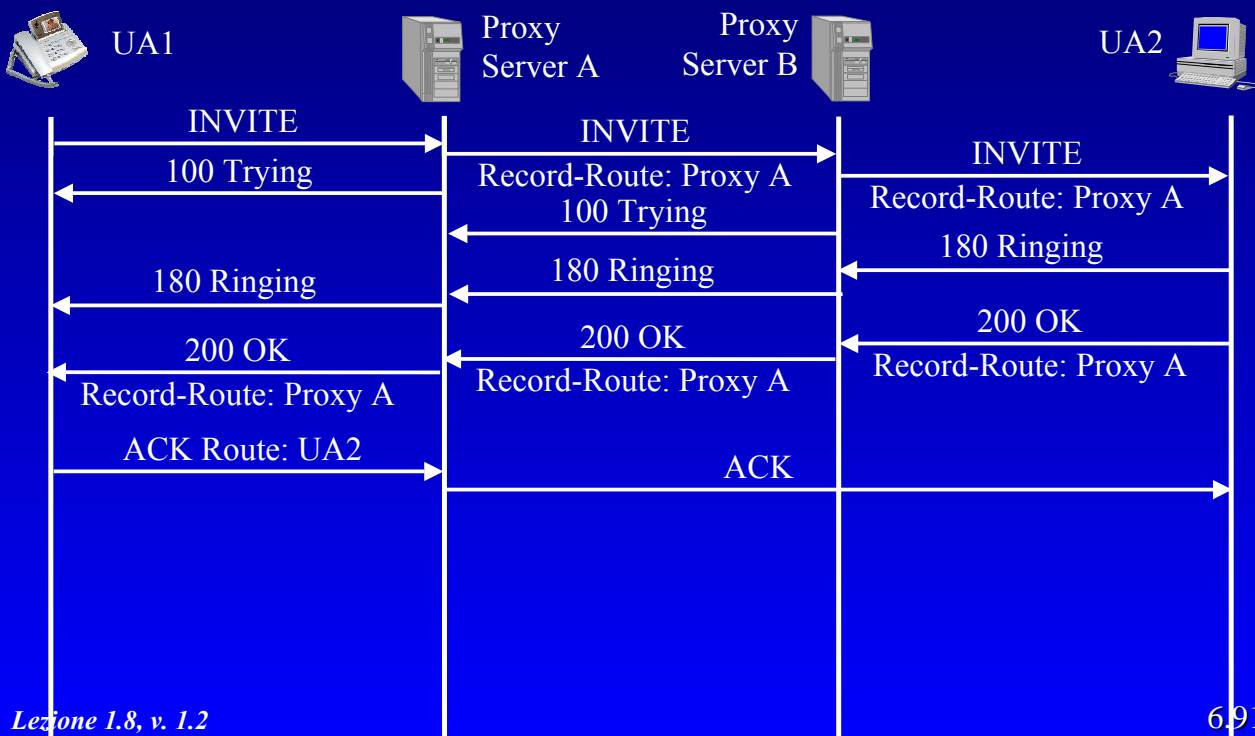 UA1
Proxy
Server A
Proxy
Server B
UA2
INVITE
INVITE
INVITE
100 Trying
Record-Route: Proxy A
Record-Route: Proxy A
100 Trying
180 Ringing
180 Ringing
180 Ringing
200 OK
200 OK
200 OK
Record-Route: Proxy A
Record-Route: Proxy A
Record-Route: Proxy A
ACK Route: UA2
ACK
Lezione 1.8, v. 1.2
6.91